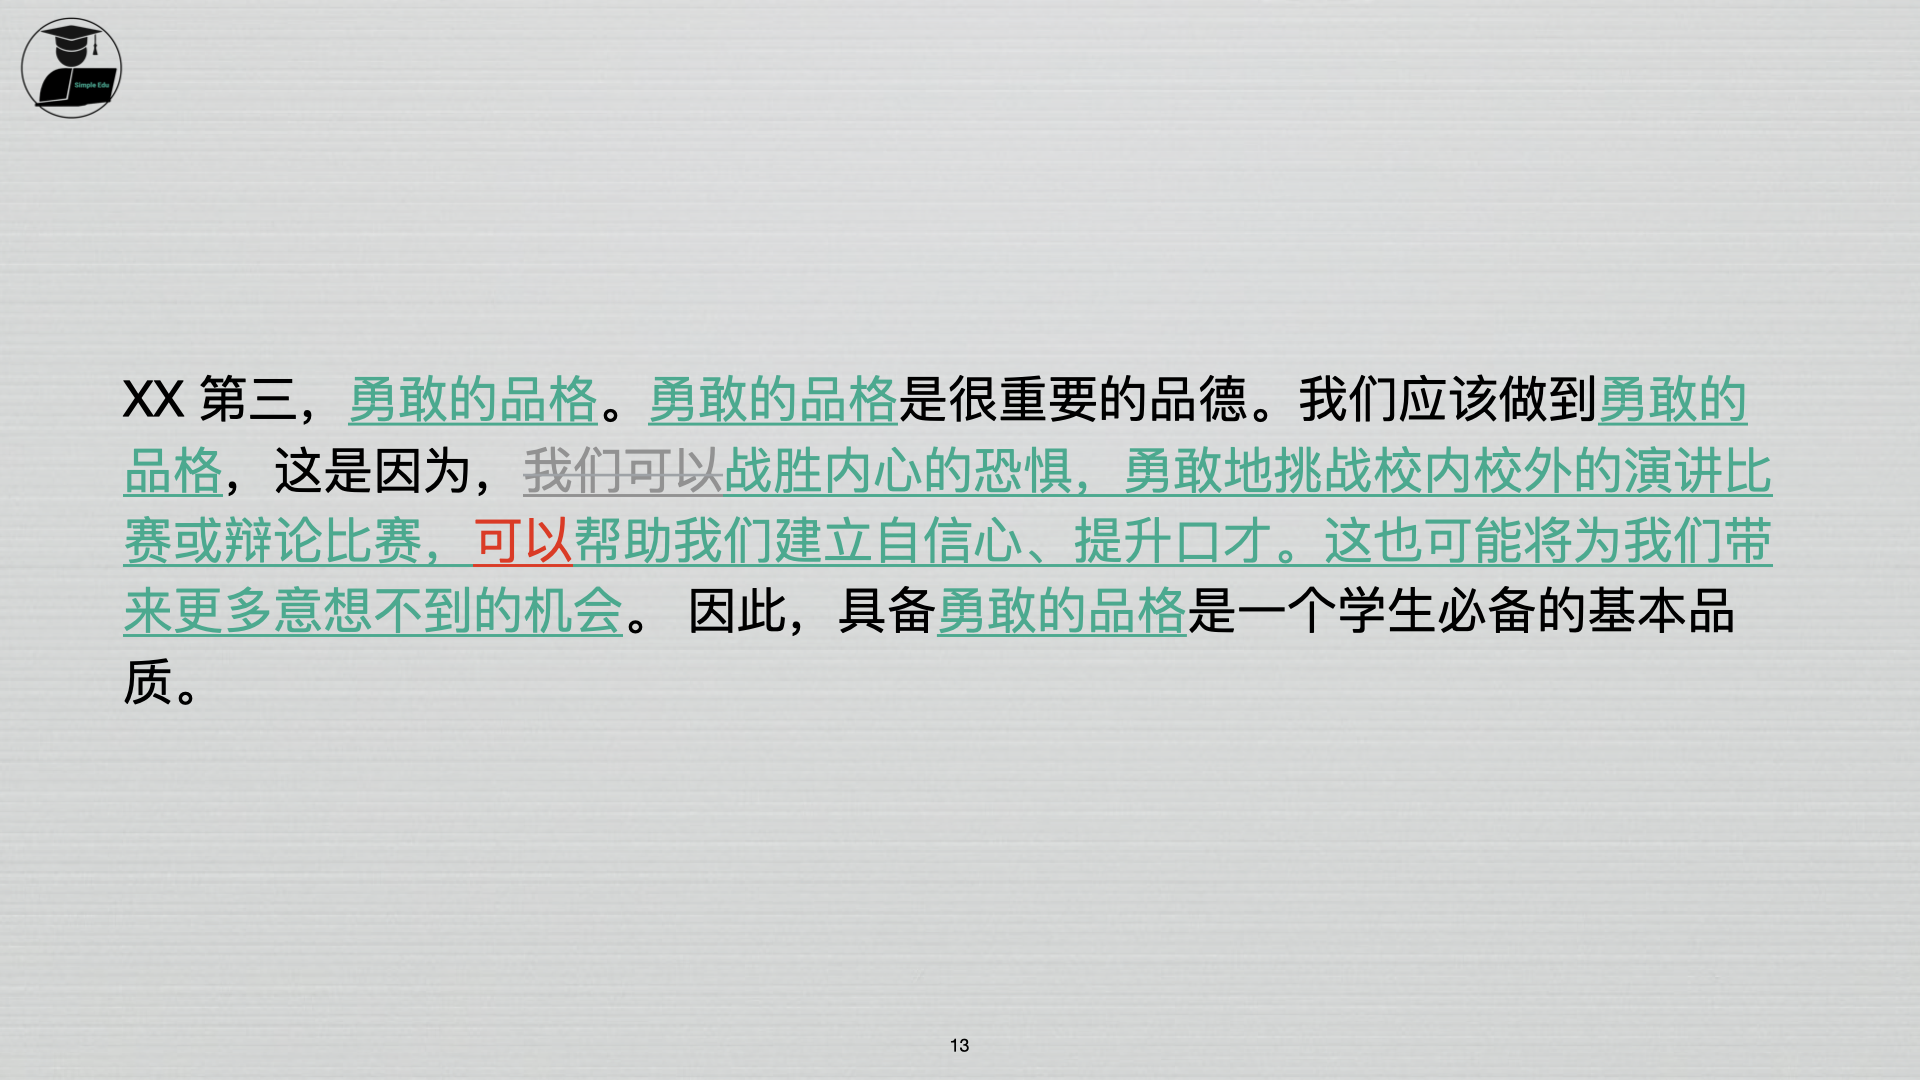 Simple Edu
XX 第三，勇敢的品格。勇敢的品格是很重要的品德。我们应该做到勇敢的
品格，这是因为，我们可以战胜内心的恐惧，勇敢地挑战校内校外的演讲比
赛或辩论比赛，可以帮助我们建立自信心、提升口才。这也可能将为我们带
来更多意想不到的机会。 因此，具备勇敢的品格是一个学生必备的基本品
质。
13